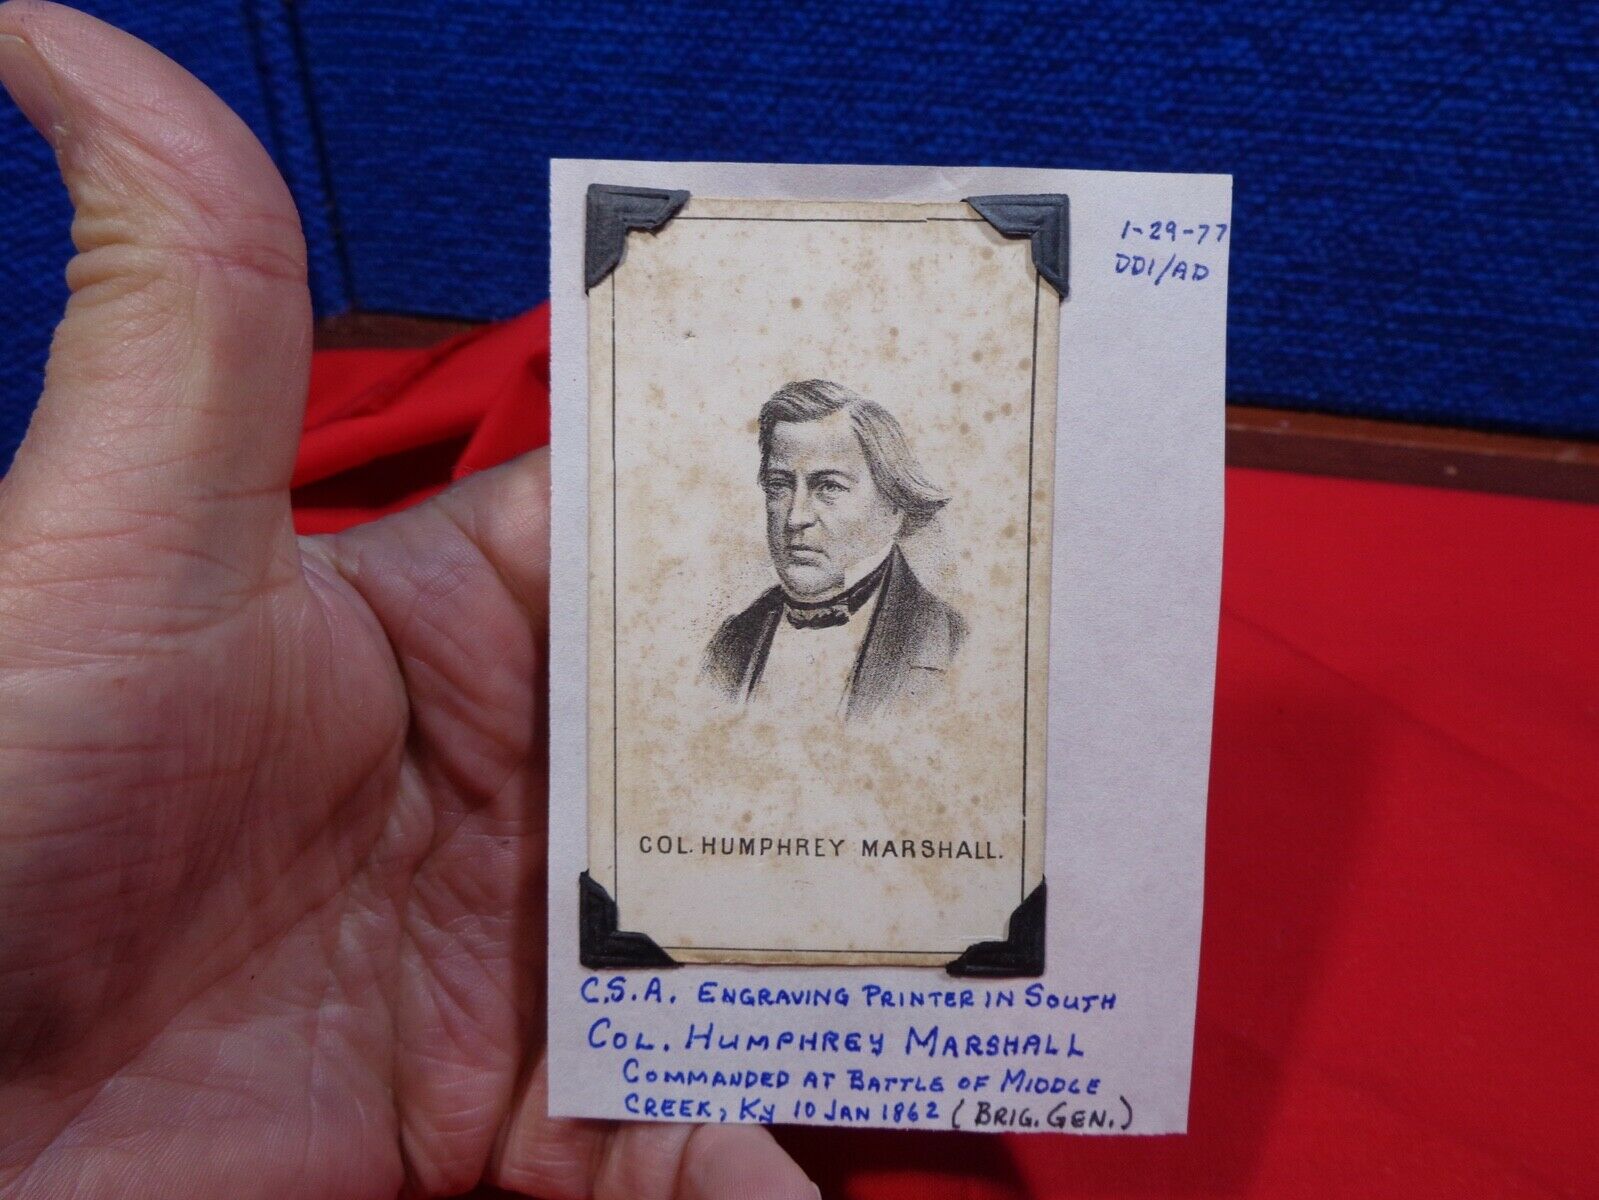 1-29-77
DDI/AD
COL. HUMPHREY MARSHALL.
C.S.A. ENGRAVING PRINTER IN SOUTH
COL. HUMPHREY MARSHALL
COMMANDED AT BATTLE OF MIDDLE
CREEK, KY 10 JAN 1862 (BRIG. GEN.)